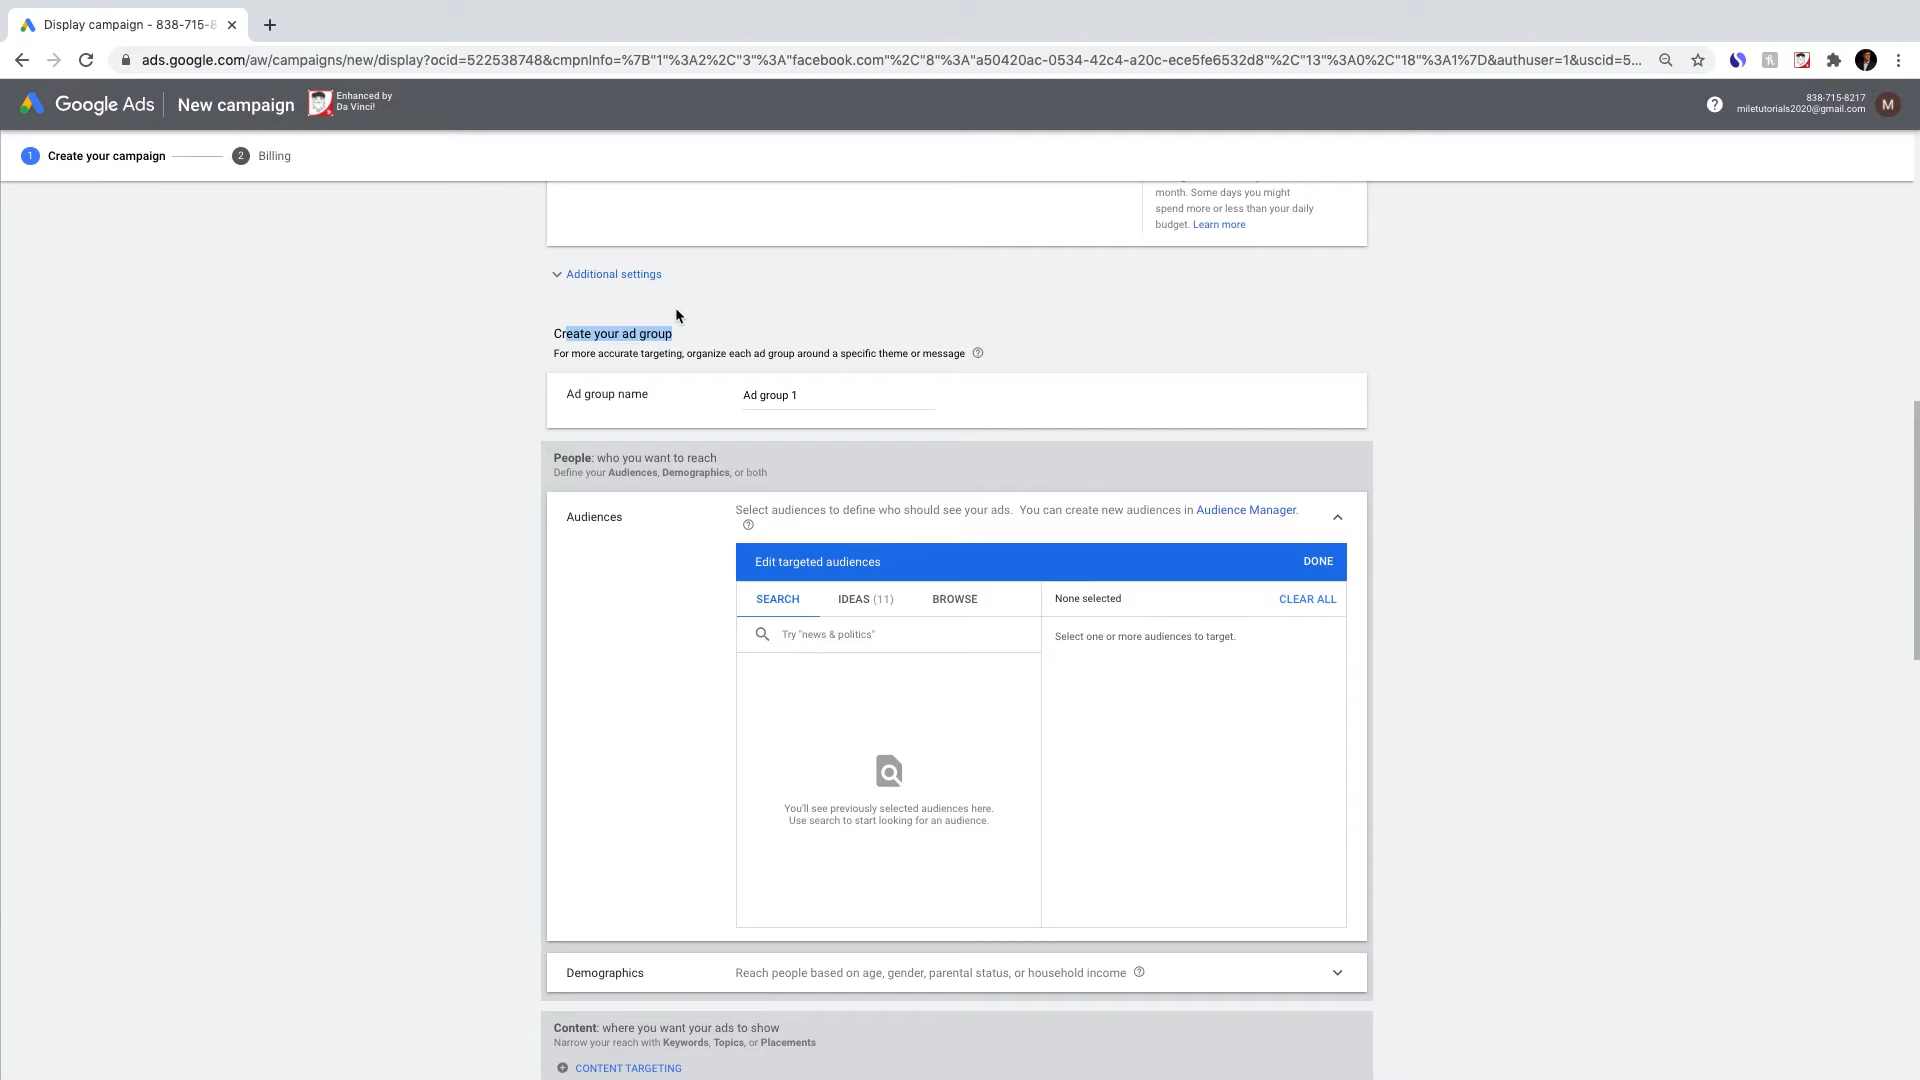 Display campaign - 838-715-8
ads.google.com/aw/campaigns/new/display?ocid=522538748&cmpnInfo=%7B"1"%3A2%2C"3"%3A"facebook.com"%2C"8"%3A"a50420ac-0534-42c4-a20c-ece5fe6532d8"%2C"13"%3A0%2C"18"%3A1%7D&authuser=1&uscid=5...
Google Ads
New campaign
Enhanced by
Da Vinci!
838-715-8217
miletutorials2020@gmail.com
M
1 Create your campaign
2 Billing
month. Some days you might
spend more or less than your daily
budget. Learn more
Additional settings
Create your ad group
For more accurate targeting, organize each ad group around a specific theme or message
Ad group name
Ad group 1
People: who you want to reach
Define your Audiences, Demographics, or both
Audiences
Select audiences to define who should see your ads. You can create new audiences in Audience Manager.
Edit targeted audiences
DONE
SEARCH
IDEAS (11)
BROWSE
None selected
CLEAR ALL
Try "news & politics"
Select one or more audiences to target.
You'll see previously selected audiences here.
Use search to start looking for an audience.
Demographics
Reach people based on age, gender, parental status, or household income
Content: where you want your ads to show
Narrow your reach with Keywords, Topics, or Placements
CONTENT TARGETING